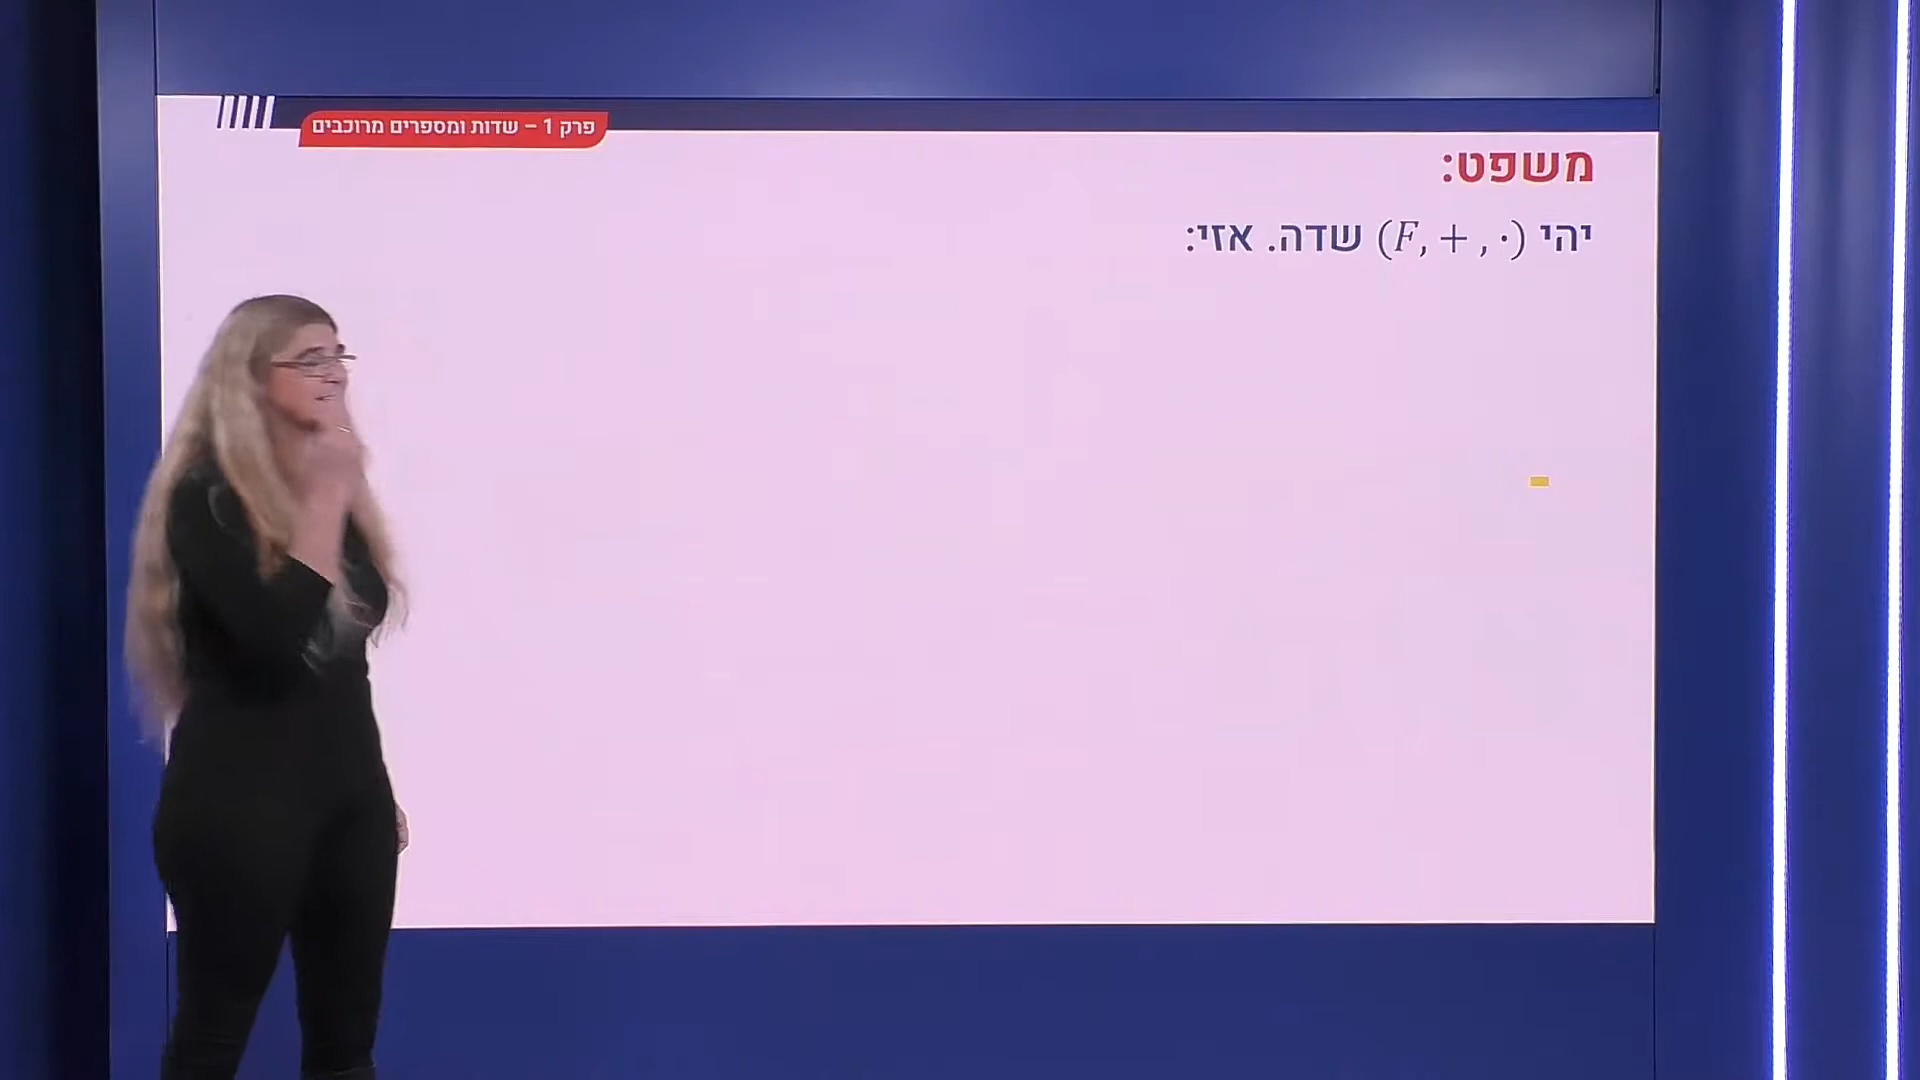 פרק 1 – שדות ומספרים מרוכבים
משפט:
יהי (F, + , ·) שדה. אזי: